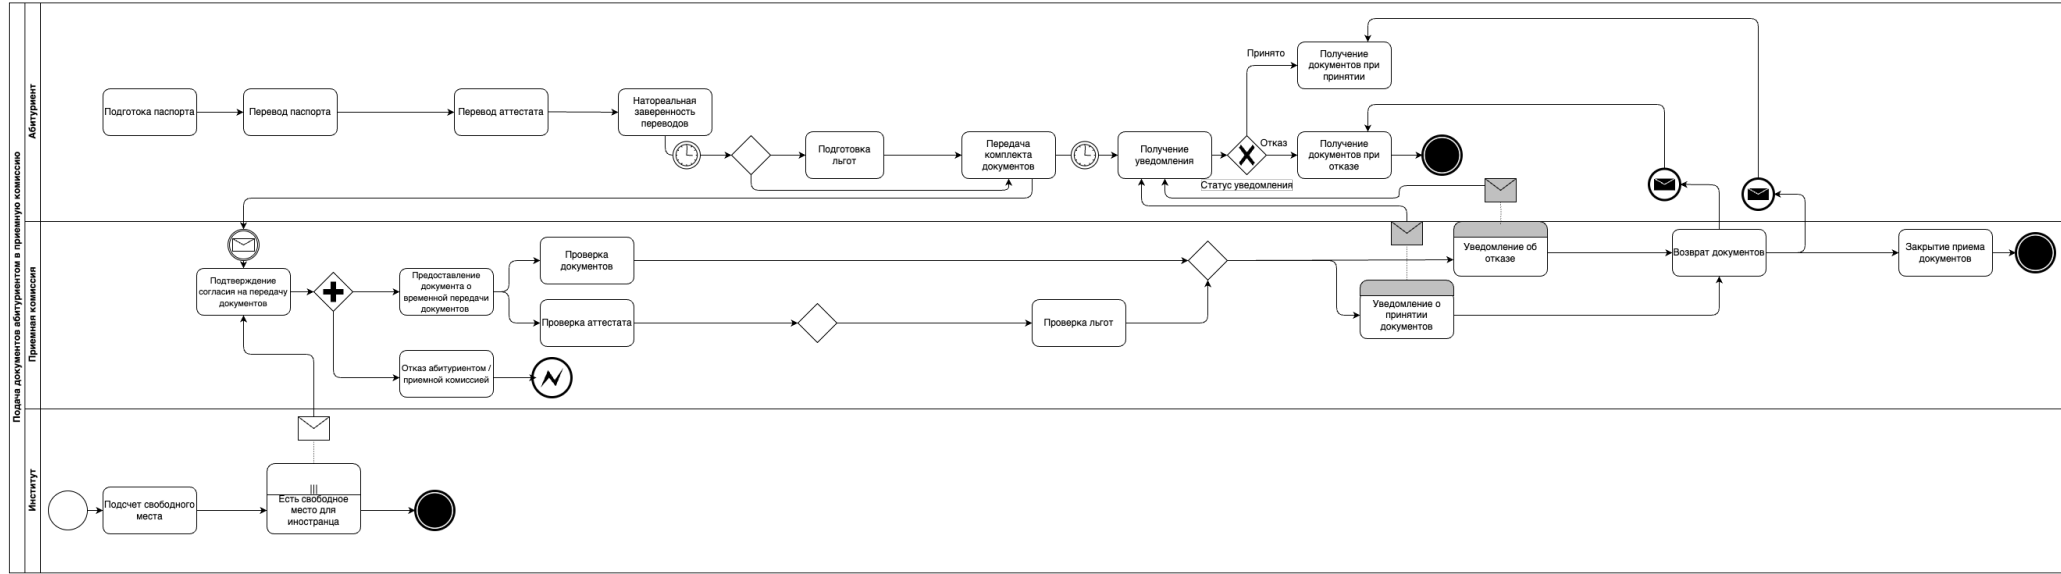 Подача документов абитуриентом в приемную комиссию
Абитуриент
Подготока паспорта
Перевод паспорта
Перевод аттестата
Натореальная
заверенность
переводов
Подготовка
льгот
Передача
комплекта
документов
Получение
уведомления
Статус уведомления
Принято
Отказ
Получение
документов при
принятии
Получение
документов при
отказе
Приемная комиссия
Подтверждение
согласия на передачу
документов
Предоставление
документа о
временной передачи
документов
Отказ абитуриентом /
приемной комиссией
Проверка
документов
Проверка аттестата
Проверка льгот
Уведомление о
принятии
документов
Уведомление об
отказе
Возврат документов
Закрытие приема
документов
Институт
Подсчет свободного
места
Есть свободное
место для
иностранца